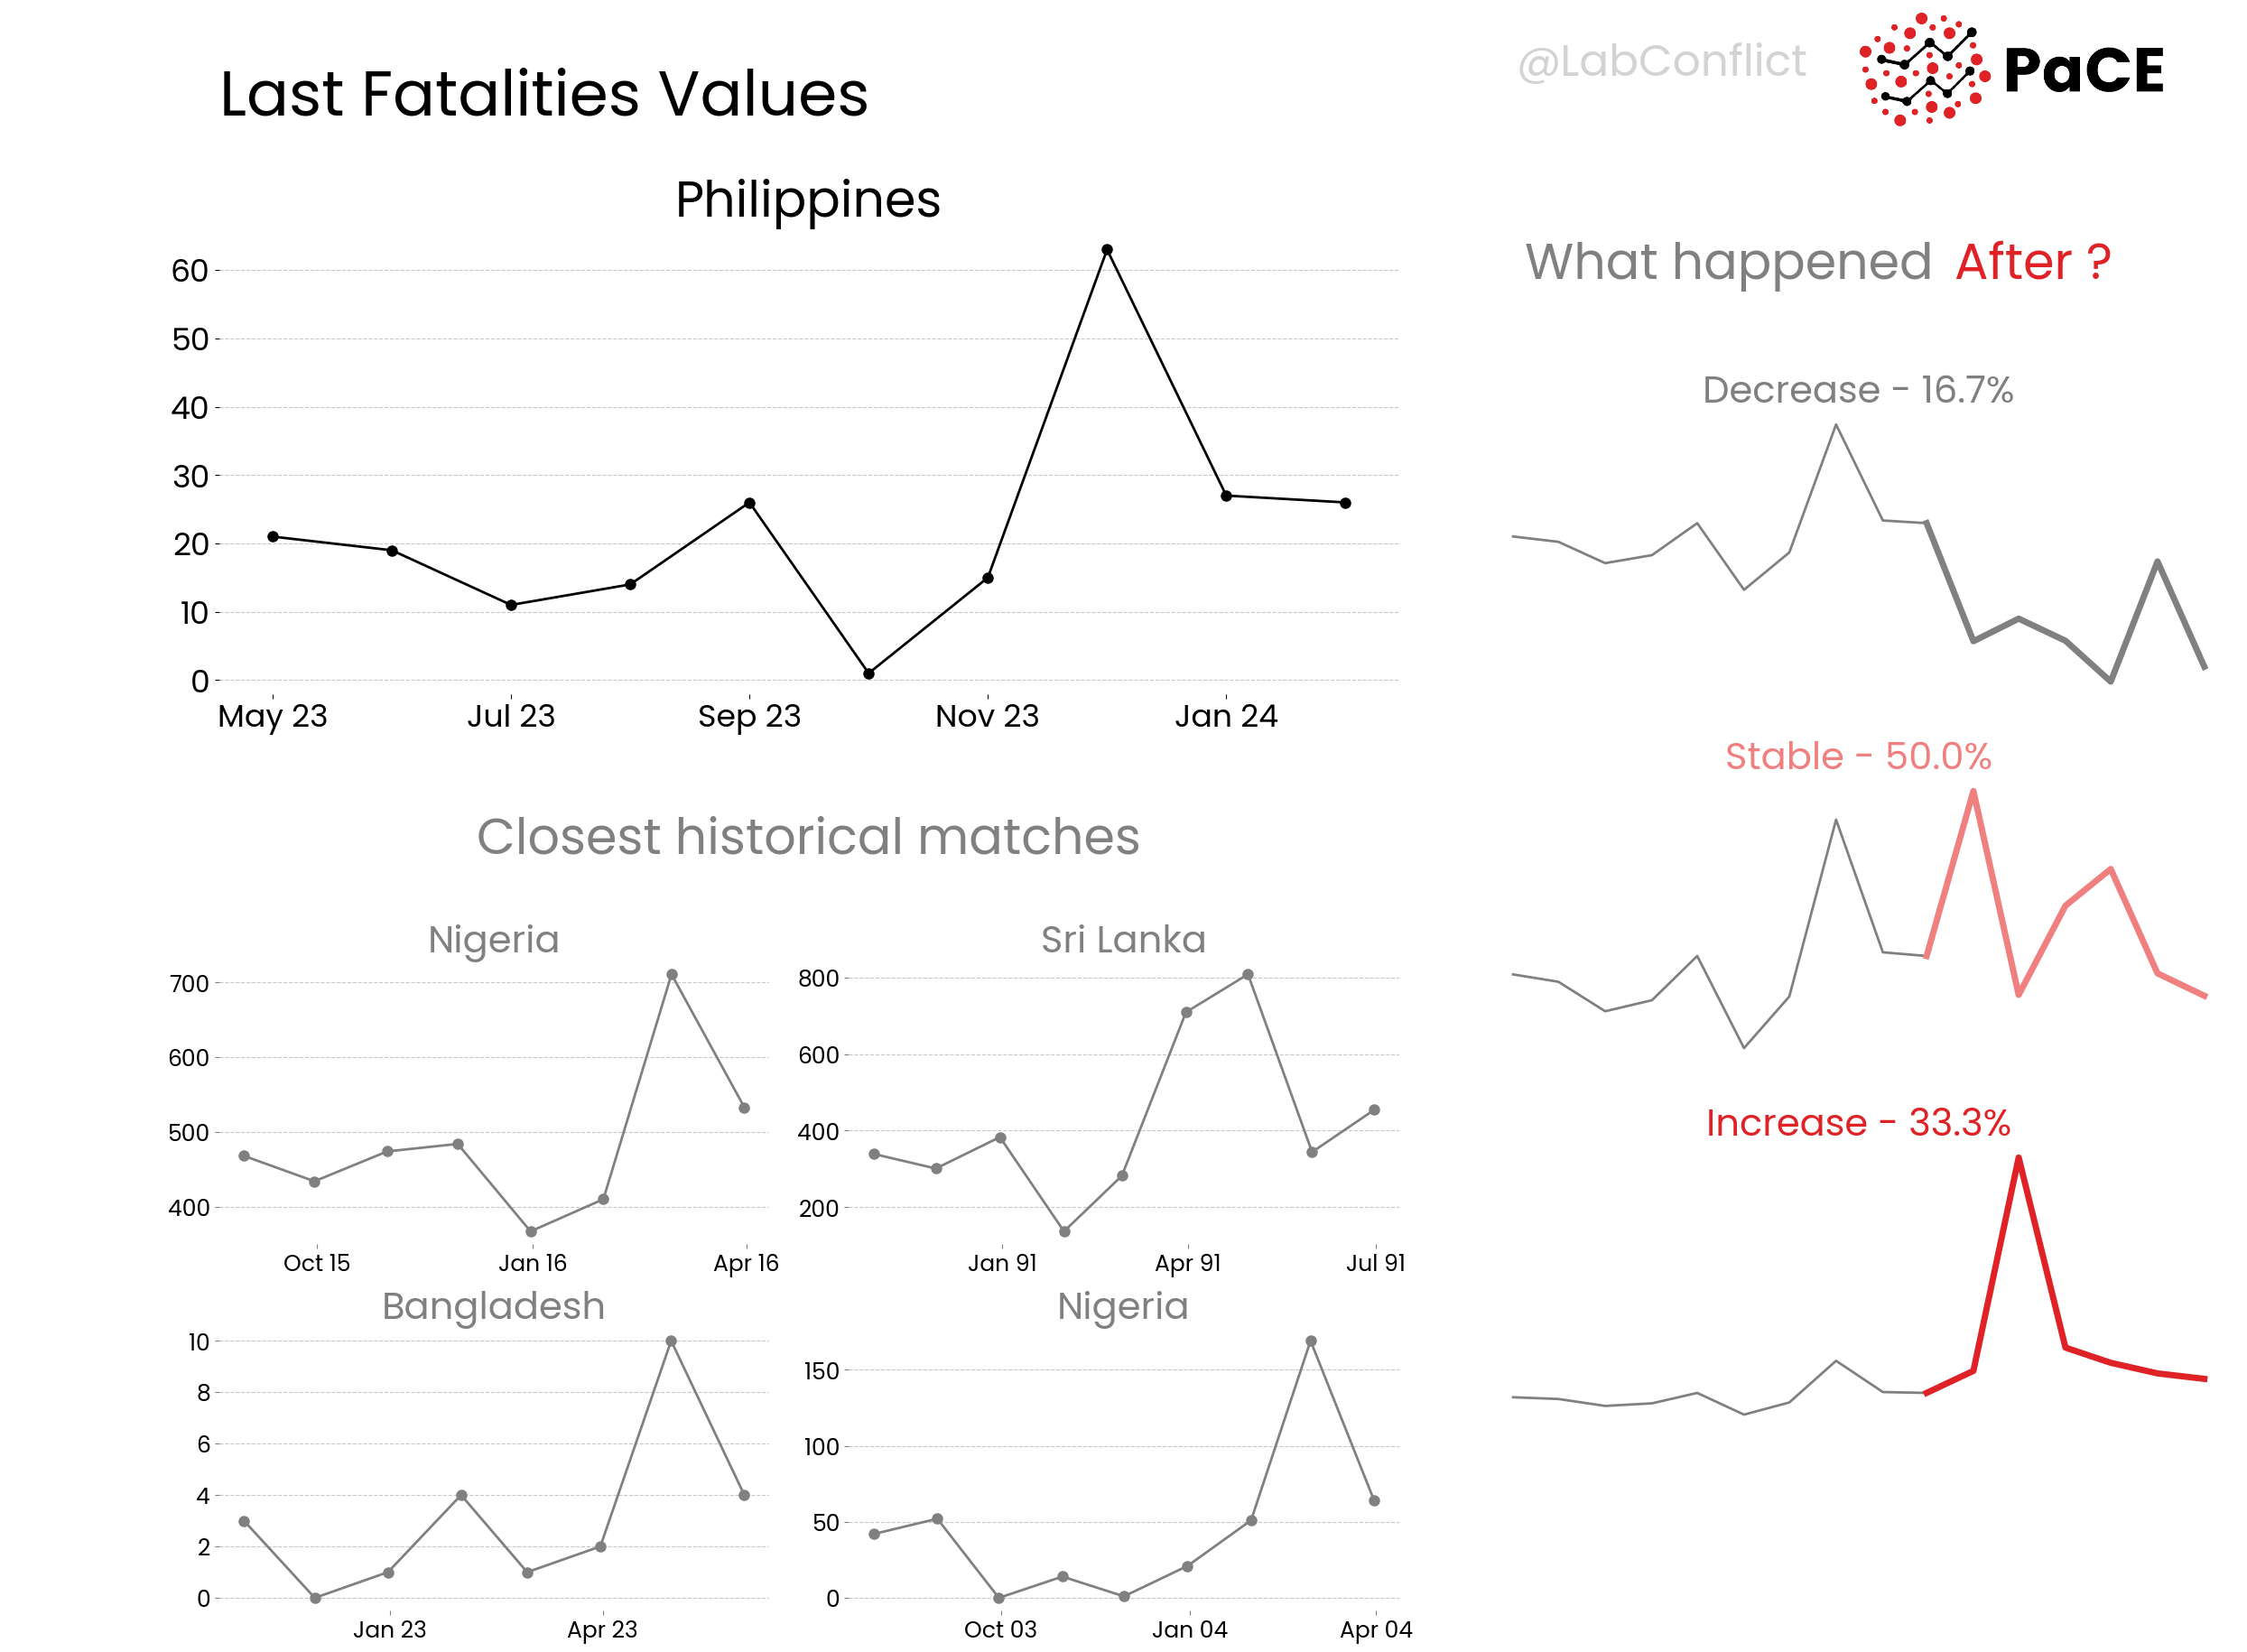 @LabConflict
PaCE
Last Fatalities Values
Philippines
60
50
40
30
20
10
0
May 23 Jul 23 Sep 23 Nov 23 Jan 24
What happened After ?
Decrease - 16.7%
Stable - 50.0%
Increase - 33.3%
Closest historical matches
Nigeria
700
600
500
400
Oct 15 Jan 16 Apr 16
Sri Lanka
800
600
400
200
Jan 91 Apr 91 Jul 91
Bangladesh
10
8
6
4
2
0
Jan 23 Apr 23
Nigeria
150
100
50
0
Oct 03 Jan 04 Apr 04